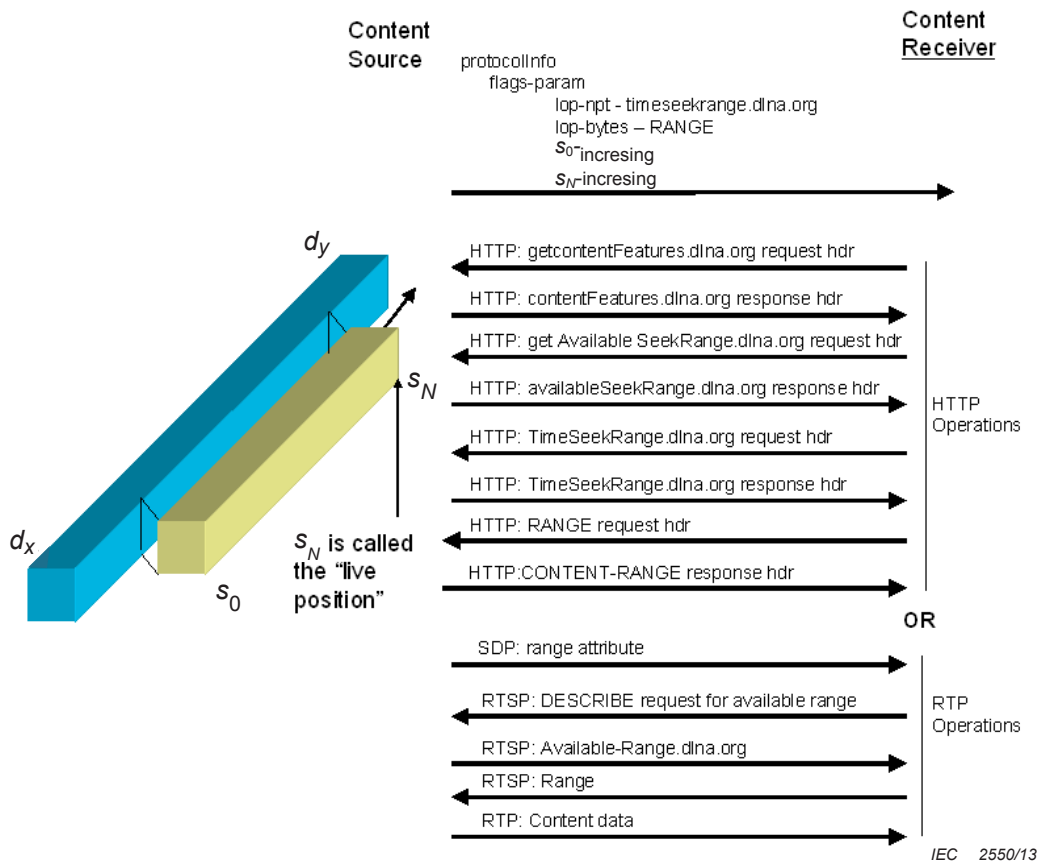 Content
Source
Content
Receiver
protocolInfo
flags-param
lop-npt - timeseekrange.dlna.org
lop-bytes – RANGE
s0-incresing
sN-incresing
HTTP: getcontentFeatures.dlna.org request hdr
HTTP: contentFeatures.dlna.org response hdr
HTTP: get Available SeekRange.dlna.org request hdr
HTTP: availableSeekRange.dlna.org response hdr
HTTP: TimeSeekRange.dlna.org request hdr
HTTP: TimeSeekRange.dlna.org response hdr
HTTP: RANGE request hdr
HTTP:CONTENT-RANGE response hdr
HTTP
Operations
dy
sN
dx
s0
sN is called
the “live
position”
OR
SDP: range attribute
RTSP: DESCRIBE request for available range
RTSP: Available-Range.dlna.org
RTSP: Range
RTP: Content data
RTP
Operations
IEC 2550/13